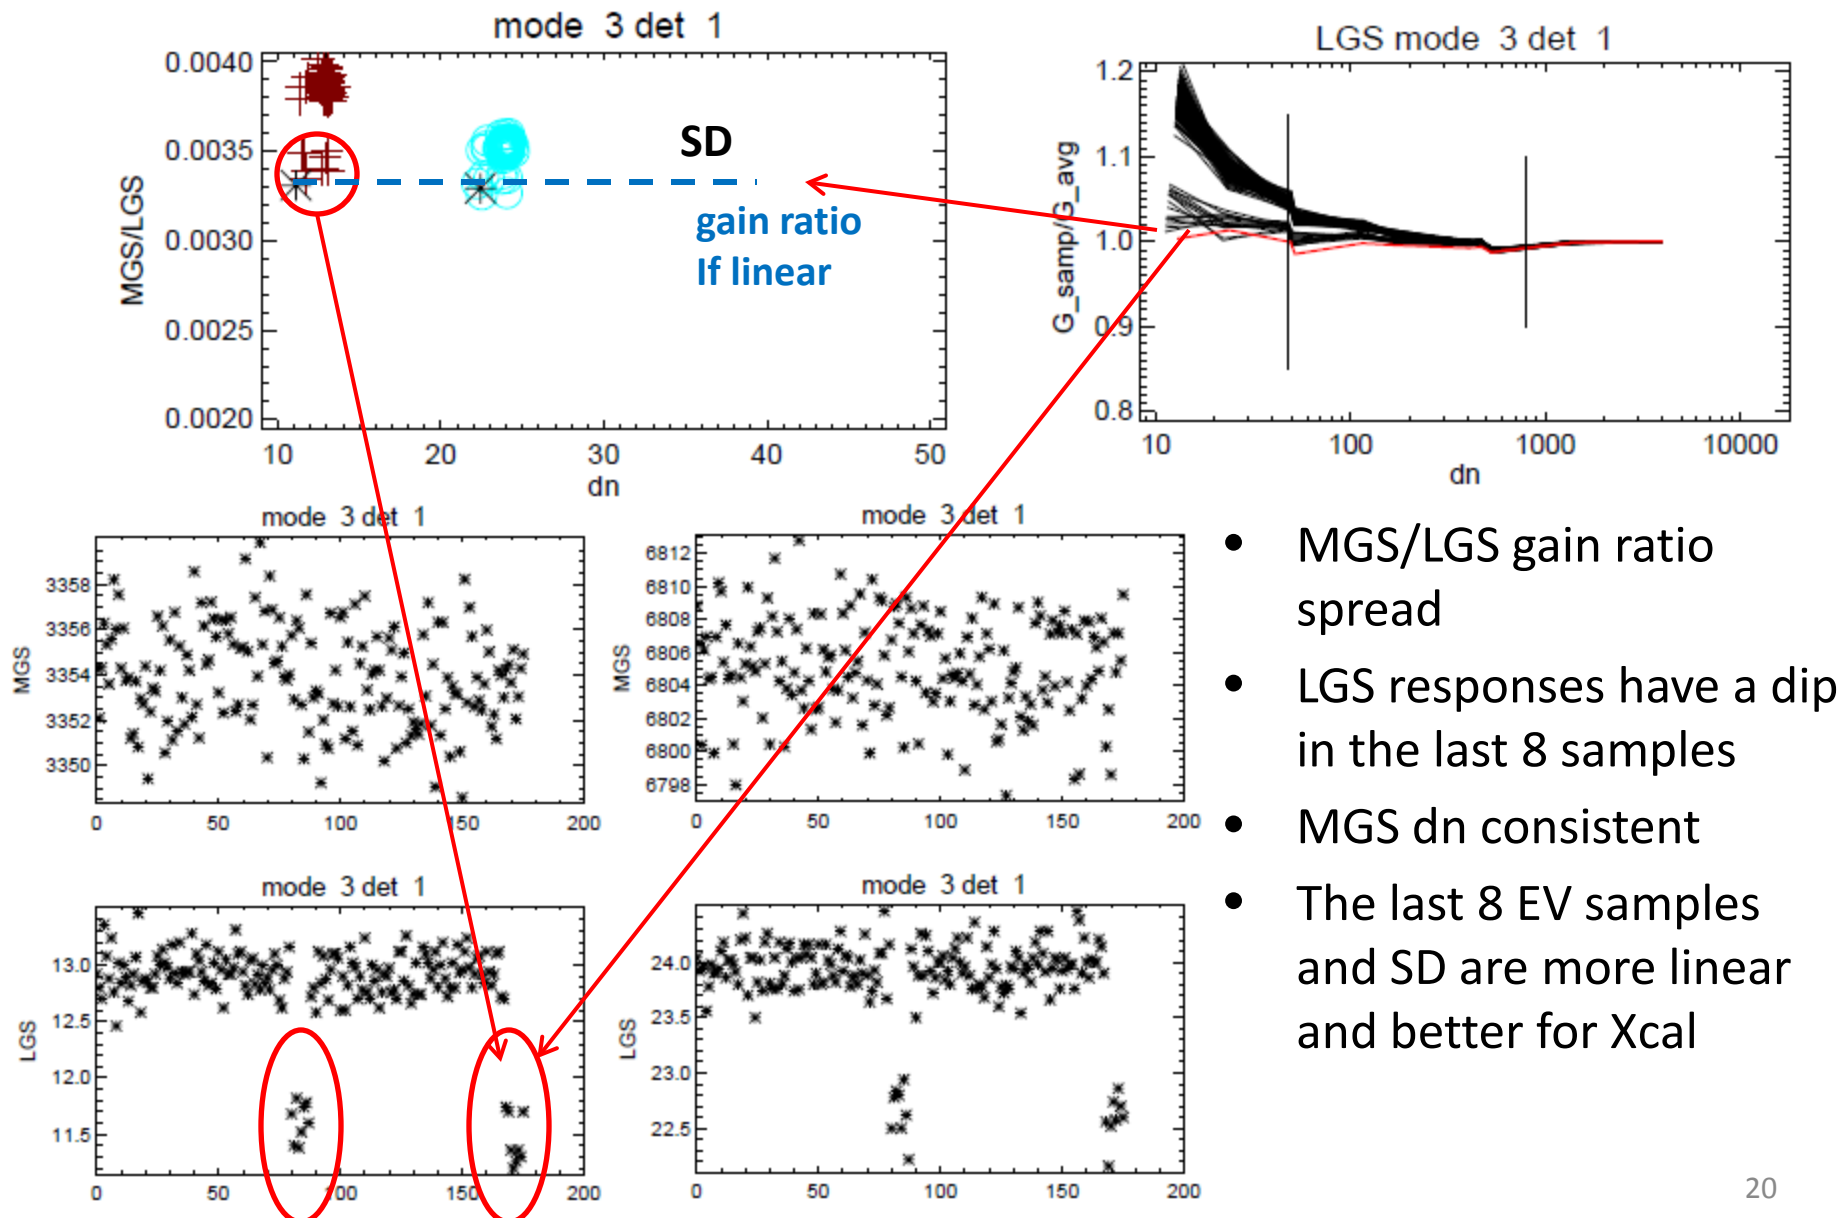 mode 3 det 1
0.0040
0.0035
0.0030
0.0025
0.0020
MGS/LGS
10 20 30 40 50
dn
SD
gain ratio
If linear
LGS mode 3 det 1
1.2
1.1
1.0
0.9
0.8
G_samp/G_avg
10 100 1000 10000
dn
mode 3 det 1
3358
3356
3354
3352
3350
MGS
0 50 100 150 200
mode 3 det 1
6812
6810
6808
6806
6804
6802
6800
6798
MGS
0 50 100 150 200
mode 3 det 1
13.0
12.5
12.0
11.5
LGS
0 50 100 150 200
mode 3 det 1
24.0
23.5
23.0
22.5
LGS
0 50 100 150 200
• MGS/LGS gain ratio
spread
• LGS responses have a dip
in the last 8 samples
• MGS dn consistent
• The last 8 EV samples
and SD are more linear
and better for Xcal
20